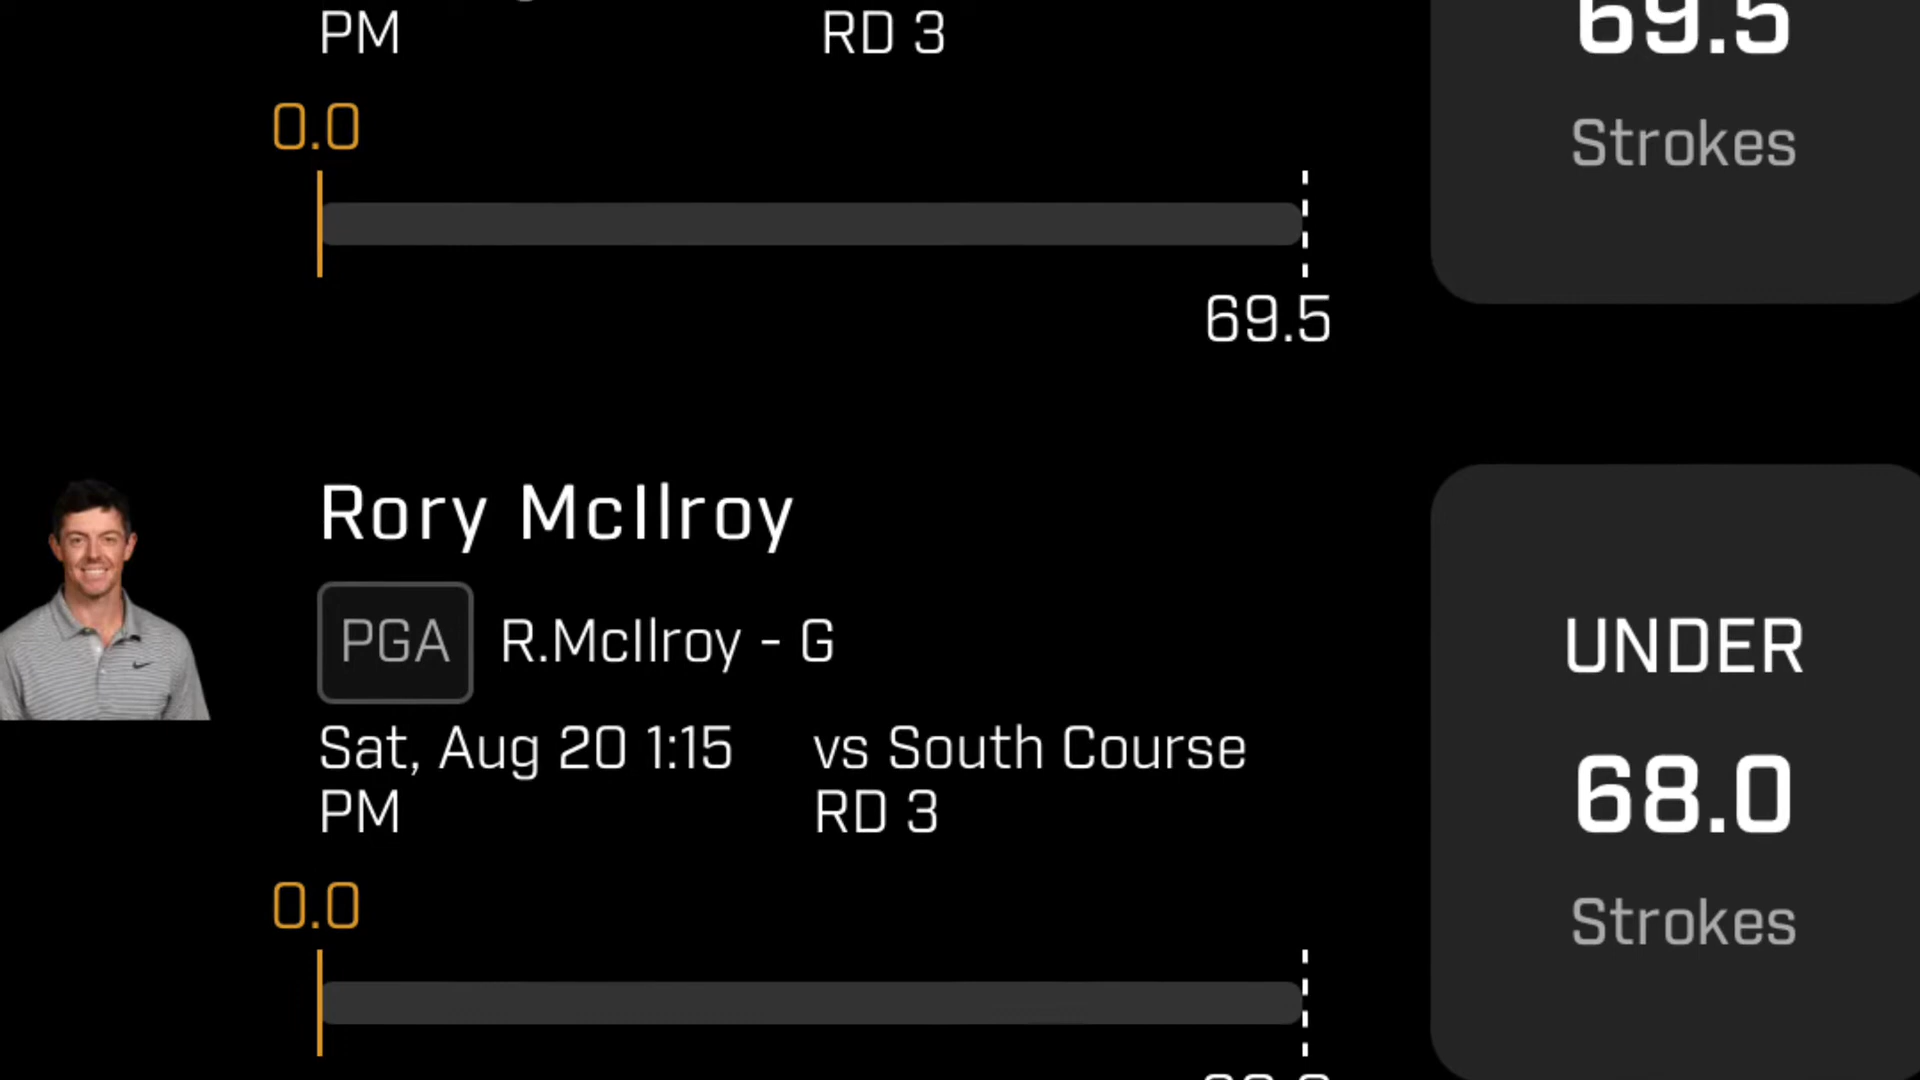 69.5
PM
RD 3
0.0
Strokes
69.5
Rory McIlroy
PGA
R.McIlroy - G
UNDER
Sat, Aug 20 1:15
PM
vs South Course
RD 3
68.0
0.0
Strokes